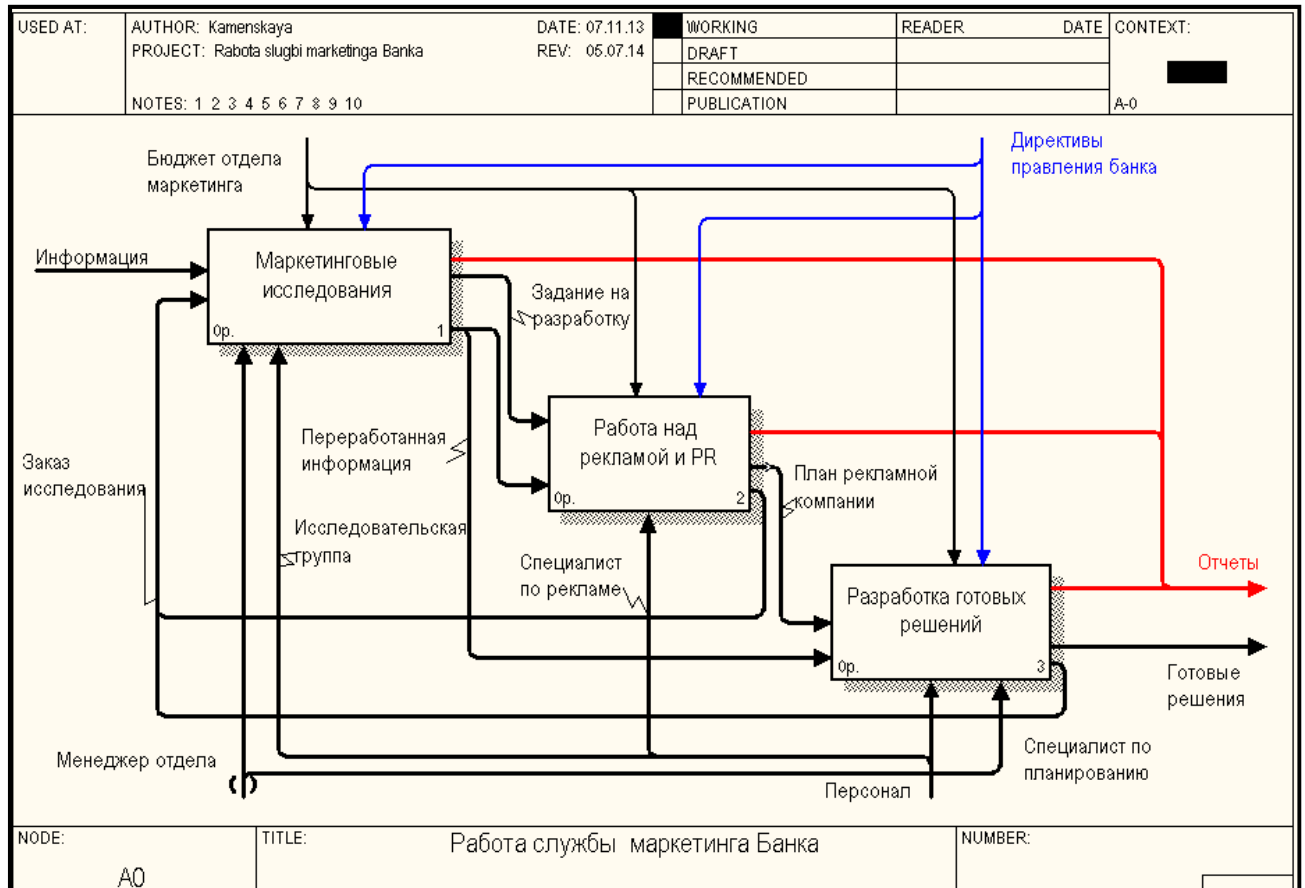 USED AT:
AUTHOR: Kamenskaya
DATE: 07.11.13
WORKING
READER
DATE
CONTEXT:
PROJECT: Rabota slugbi marketinga Banka
REV: 05.07.14
DRAFT
RECOMMENDED
NOTES: 1 2 3 4 5 6 7 8 9 10
PUBLICATION
A-0
Бюджет отдела
маркетинга
Директивы
правления банка
Информация
Маркетинговые
исследования
0р.
1
Задание на
разработку
Работа над
рекламой и PR
0р.
2
Переработанная
информация
Заказ
исследования
План рекламной
компании
Исследовательская
группа
Специалист
по рекламе
Отчеты
Разработка готовых
решений
0р.
3
Готовые
решения
Менеджер отдела
Специалист по
планированию
Персонал
NODE:
TITLE:
Работа службы маркетинга Банка
NUMBER:
A0